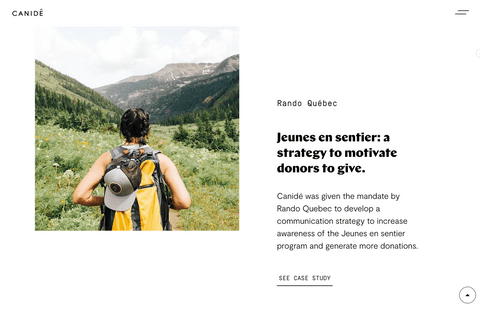 CANIDÉ
Rando Québec
Jeunes en sentier: a
strategy to motivate
donors to give.
Canidé was given the mandate by
Rando Quebec to develop a
communication strategy to increase
awareness of the Jeunes en sentier
program and generate more donations.
SEE CASE STUDY